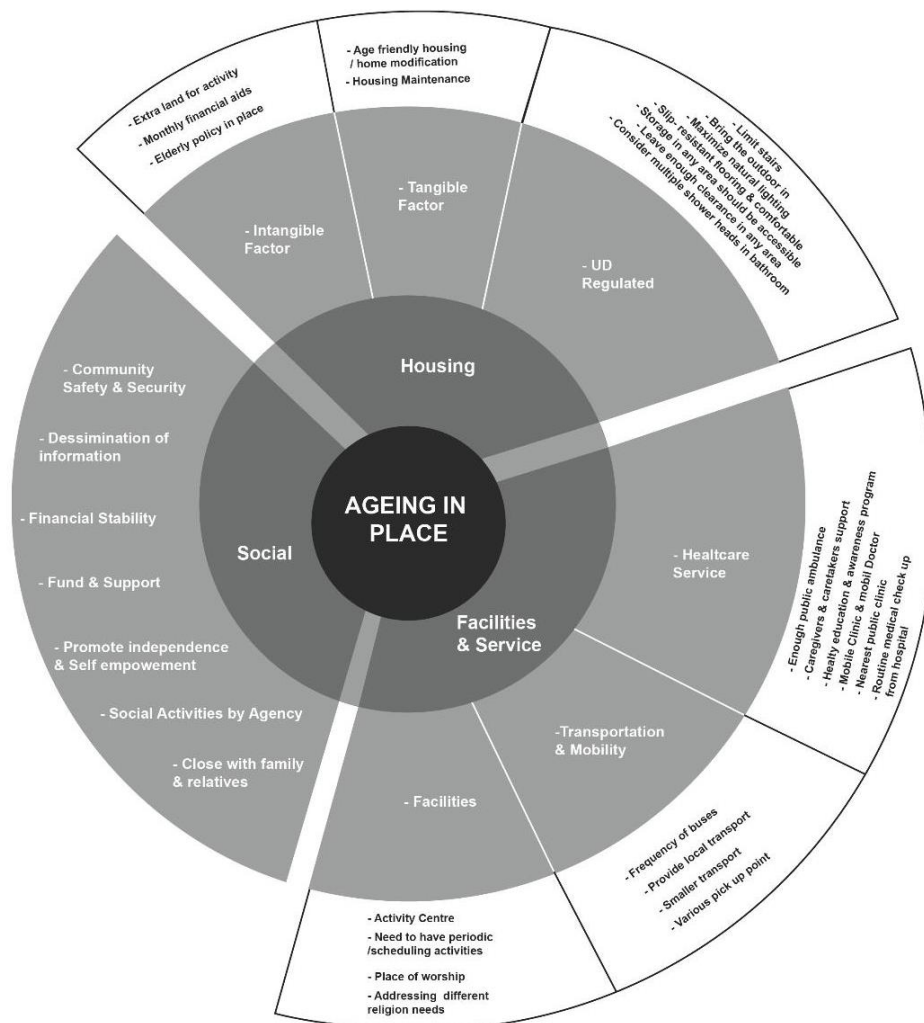 - Extra land for activity
- Monthly financial aids
- Elderly policy in place
- Age friendly housing
/ home modification
- Housing Maintenance
- Limit stairs
- Bring the outdoor in
- Maximize natural lighting
- Slip- resistant flooring & comfortable
- Storage in any area should be accessible
- Leave enough clearance in any area
- Consider multiple shower heads in bathroom
- Intangible
Factor
- Tangible
Factor
- UD
Regulated
Housing
AGEING IN
PLACE
Social
Facilities
& Service
- Community
Safety & Security
- Dessimination of
information
- Financial Stability
- Fund & Support
- Promote independence
& Self empowement
- Social Activities by Agency
- Close with family
& relatives
- Healtcare
Service
- Enough public ambulance
- Caregivers & caretakers support
- Healty education & awareness program
- Mobile Clinic & mobil Doctor
- Nearest public clinic
- Routine medical check up
from hospital
-Transportation
& Mobility
- Frequency of buses
- Provide local transport
- Smaller transport
- Various pick up point
- Facilities
- Activity Centre
- Need to have periodic
/scheduling activities
- Place of worship
- Addressing different
religion needs